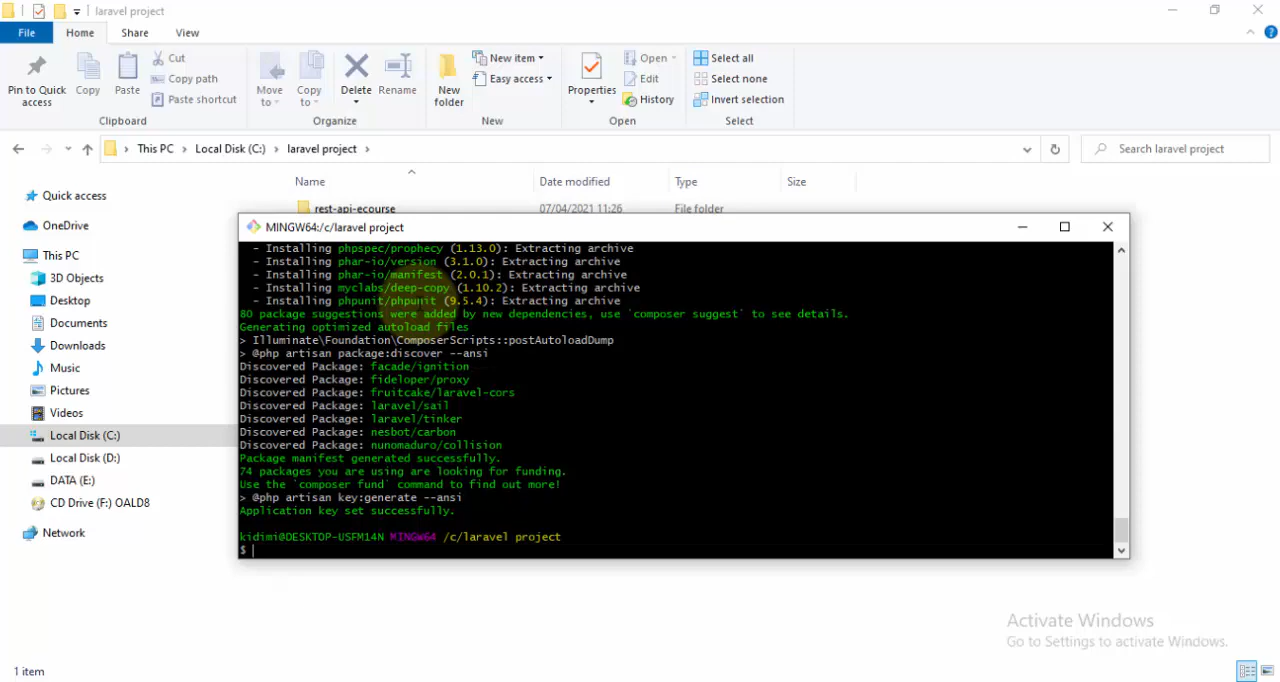 laravel project
File Home Share View
Pin to Quick access
Copy
Paste
Cut
Copy path
Paste shortcut
Clipboard
Move to
Copy to
Delete
Rename
Organize
New folder
New item
Easy access
New
Properties
Open
Edit
History
Open
Select all
Select none
Invert selection
Select
This PC > Local Disk (C:) > laravel project >
Search laravel project
Name Date modified Type Size
rest-api-ecourse 07/04/2021 11:26 File folder
Quick access
OneDrive
This PC
3D Objects
Desktop
Documents
Downloads
Music
Pictures
Videos
Local Disk (C:)
Local Disk (D:)
DATA (E:)
CD Drive (F:) OALD8
Network
MINGW64:/c/laravel project
- Installing phpspec/prophecy (1.13.0): Extracting archive
- Installing phar-io/version (3.1.0): Extracting archive
- Installing phar-io/manifest (2.0.1): Extracting archive
- Installing myclabs/deep-copy (1.10.2): Extracting archive
- Installing phpunit/phpunit (9.5.4): Extracting archive
80 package suggestions were added by new dependencies, use `composer suggest` to see details.
Generating optimized autoload files
> Illuminate\Foundation\ComposerScripts::postAutoloadDump
> @php artisan package:discover --ansi
Discovered Package: facade/ignition
Discovered Package: fideloper/proxy
Discovered Package: fruitcake/laravel-cors
Discovered Package: laravel/sail
Discovered Package: laravel/tinker
Discovered Package: nesbot/carbon
Discovered Package: nunomaduro/collision
Package manifest generated successfully.
74 packages you are using are looking for funding.
Use the `composer fund` command to find out more!
> @php artisan key:generate --ansi
Application key set successfully.
kidimi@DESKTOP-USFM14N MINGW64 /c/laravel project
$
Activate Windows
Go to Settings to activate Windows.
1 item